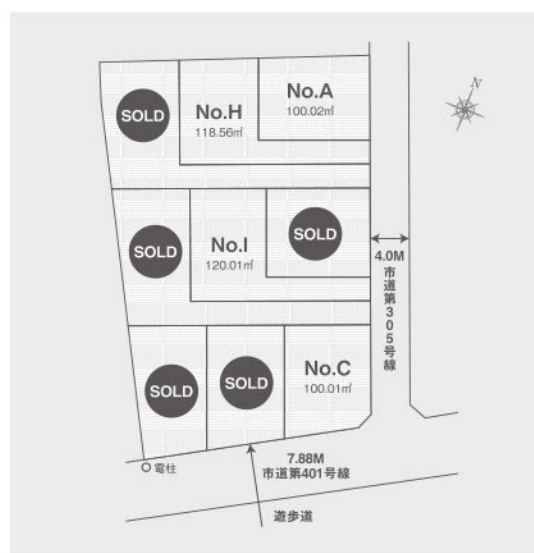 SOLD
No.H
118.56㎡
No.A
100.02㎡
N
SOLD
No.I
120.01㎡
SOLD
4.0M
市道第305号線
SOLD
SOLD
No.C
100.01㎡
電柱
7.88M
市道第401号線
遊歩道